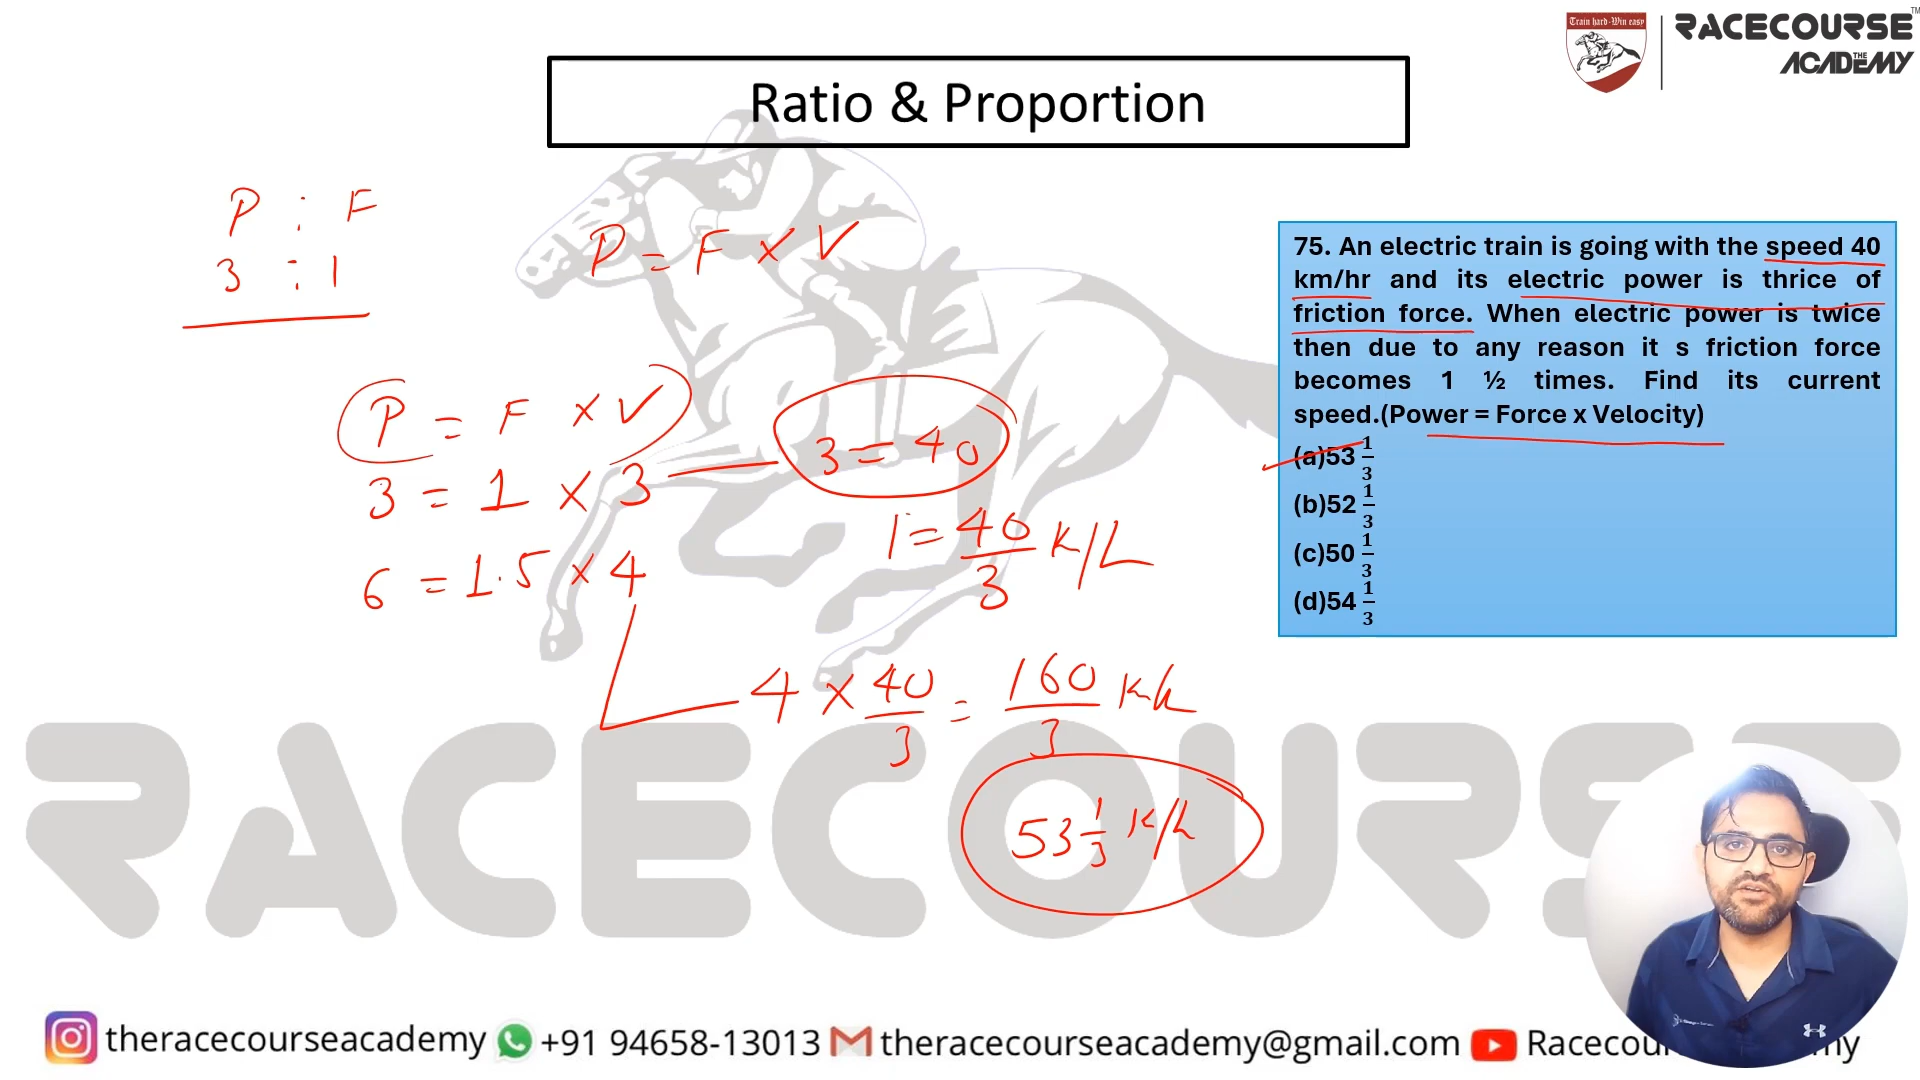 Train hard-Win easy
RACECOURSE TM
THE ACADEMY
Ratio & Proportion
P : F
3 : 1
P = F × V
P = F × V
3 = 1 × 3
3 = 40
6 = 1.5 × 4
1 = 40/3 K/h
4 × 40/3 = 160/3 Km/h
53 1/3 K/h
75. An electric train is going with the speed 40
km/hr and its electric power is thrice of
friction force. When electric power is twice
then due to any reason it s friction force
becomes 1 ½ times. Find its current
speed.(Power = Force x Velocity)
(a)53 1/3
(b)52 1/3
(c)50 1/3
(d)54 1/3
RACECOURSE
theracecourseacademy +91 94658-13013 theracecourseacademy@gmail.com Racecou my